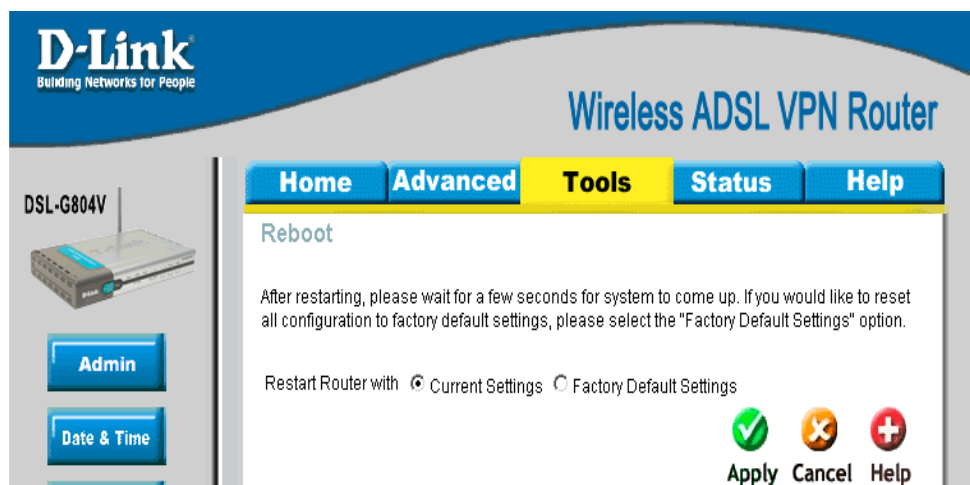 D-Link
Building Networks for People
Wireless ADSL VPN Router
DSL-G804V
Home Advanced Tools Status Help
Reboot
After restarting, please wait for a few seconds for system to come up. If you would like to reset
all configuration to factory default settings, please select the "Factory Default Settings" option.
Restart Router with Current Settings Factory Default Settings
Admin
Date & Time
Apply Cancel Help